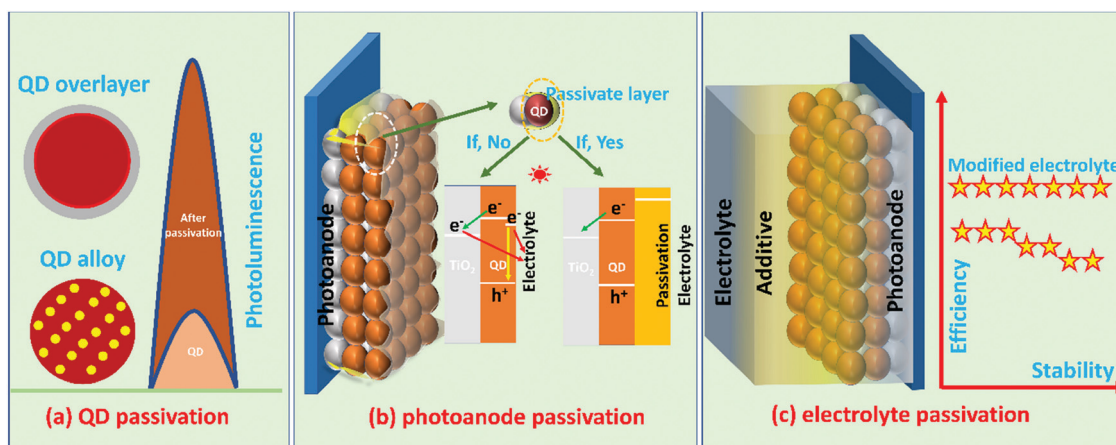 QD overlayer
QD alloy
After
passivation
QD
Photoluminescence
(a) QD passivation
Photoanode
QD
Passivate layer
If, No
If, Yes
e-
e-
e-
TiO2
QD
h+
Electrolyte
e-
TiO2
QD
h+
Passivation
Electrolyte
(b) photoanode passivation
Electrolyte
Additive
Photoanode
Modified electrolyte
Efficiency
Stability
(c) electrolyte passivation